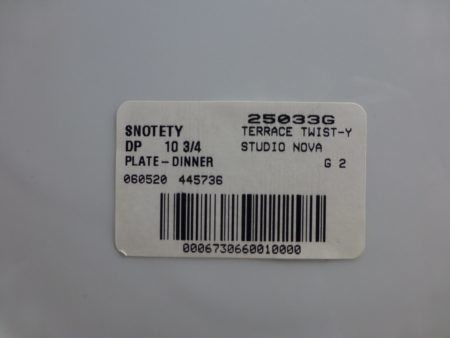 25033G
SNOTETY TERRACE TWIST-Y
DP 10 3/4 STUDIO NOVA
PLATE-DINNER G 2
060520 445736
0006730660010000